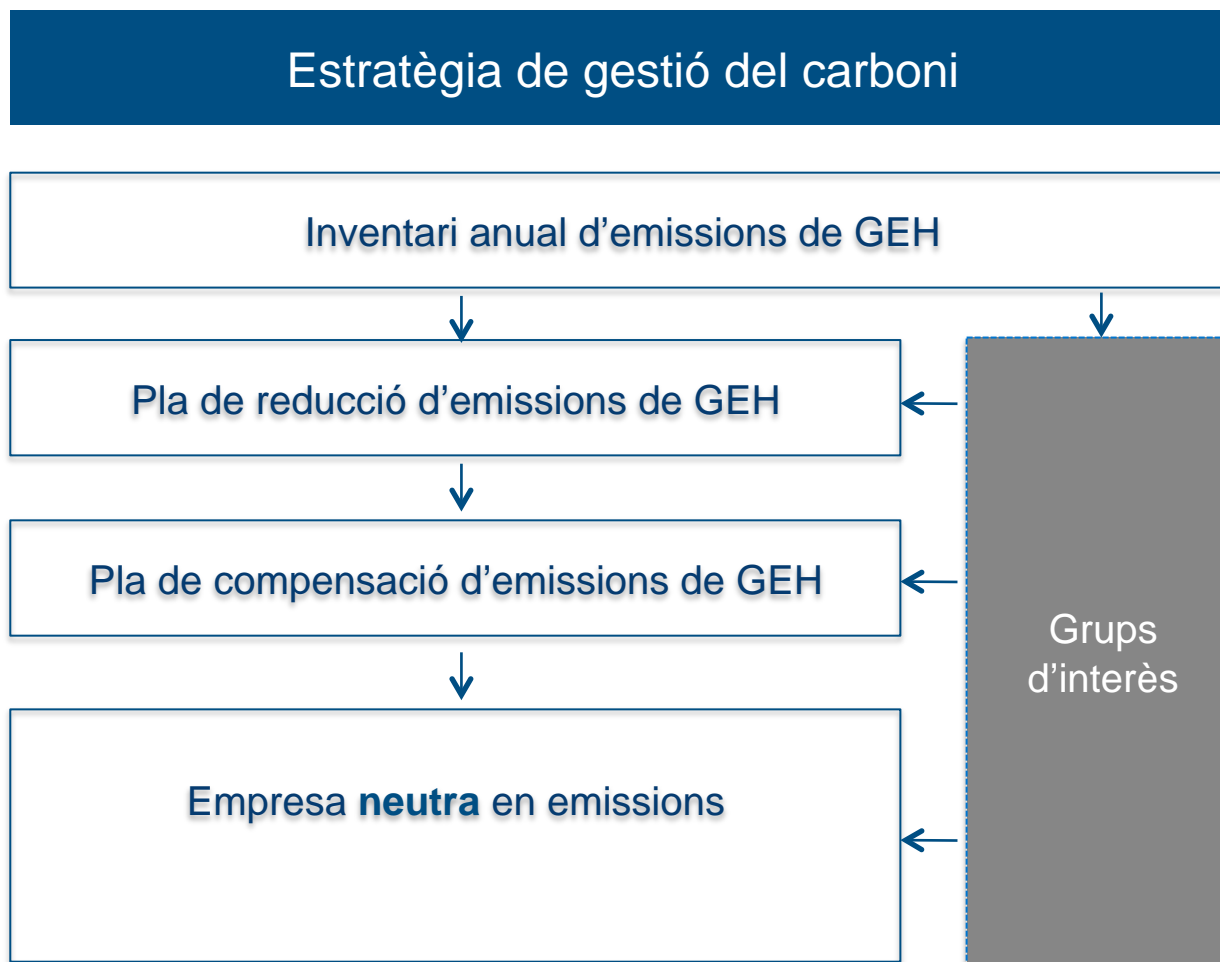 Estratègia de gestió del carboni
Inventari anual d’emissions de GEH
Pla de reducció d’emissions de GEH
Pla de compensació d’emissions de GEH
Grups
d’interès
Empresa neutra en emissions